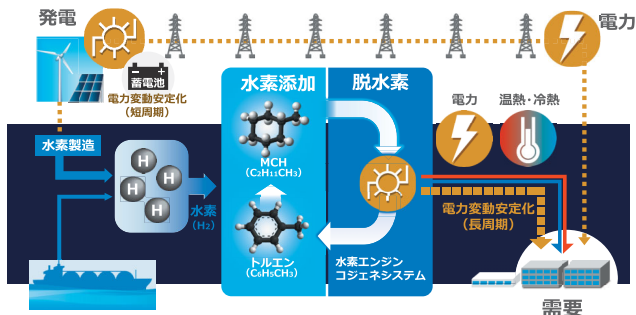 発電
電力
蓄電池
電力変動安定化
（短周期）
水素添加
脱水素
電力
温熱・冷熱
水素製造
H
H
H
H
水素
（H₂）
MCH
（C₂H₁₁CH₃）
トルエン
（C₆H₅CH₃）
水素エンジン
コジェネシステム
電力変動安定化
（長周期）
需要